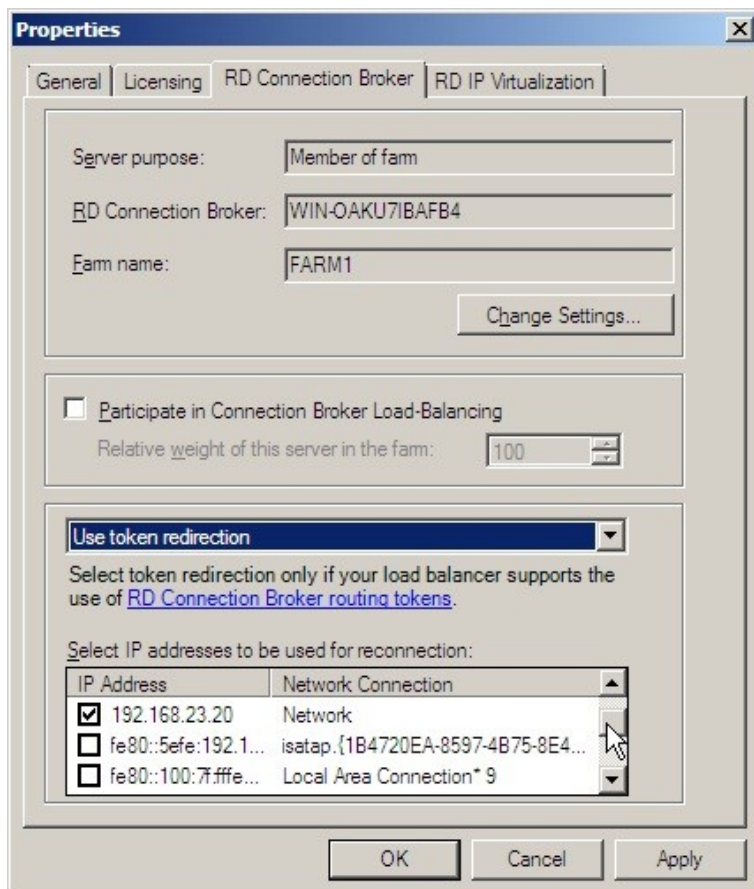 Properties
General Licensing RD Connection Broker RD IP Virtualization
Server purpose: Member of farm
RD Connection Broker: WIN-OAKU7IBAFB4
Farm name: FARM1
Change Settings...
Participate in Connection Broker Load-Balancing
Relative weight of this server in the farm: 100
Use token redirection
Select token redirection only if your load balancer supports the
use of RD Connection Broker routing tokens.
Select IP addresses to be used for reconnection:
IP Address Network Connection
192.168.23.20 Network
fe80::5efe:192.1... isatap.{1B4720EA-8597-4B75-8E4...
fe80::100:7f:fffe... Local Area Connection* 9
OK Cancel Apply